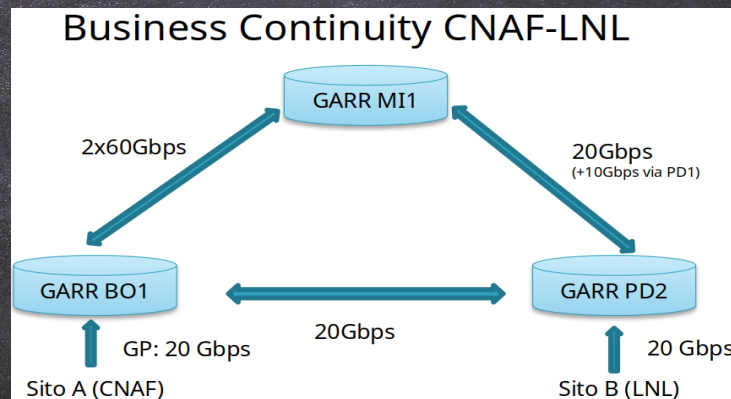 Business Continuity CNAF-LNL
GARR MI1
2x60Gbps
20Gbps
(+10Gbps via PD1)
GARR BO1
GARR PD2
20Gbps
GP: 20 Gbps
20 Gbps
Sito A (CNAF)
Sito B (LNL)